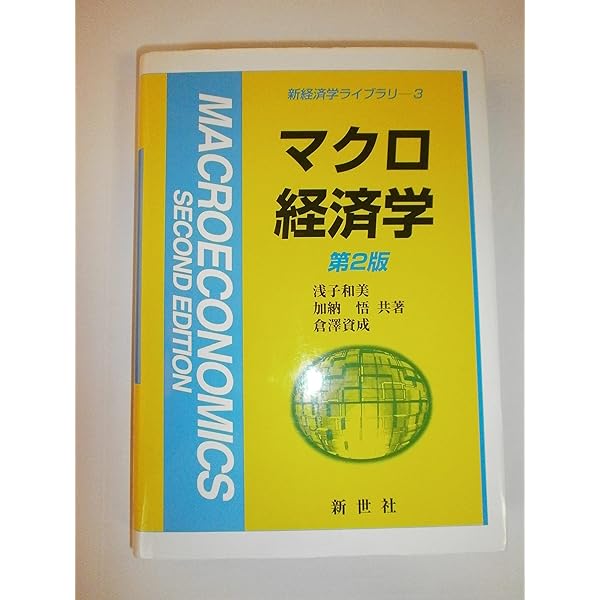 新経済学ライブラリ―3
マクロ
経済学
第2版
浅子和美
加納 悟 共著
倉澤資成
新世社
MACROECONOMICS
SECOND EDITION